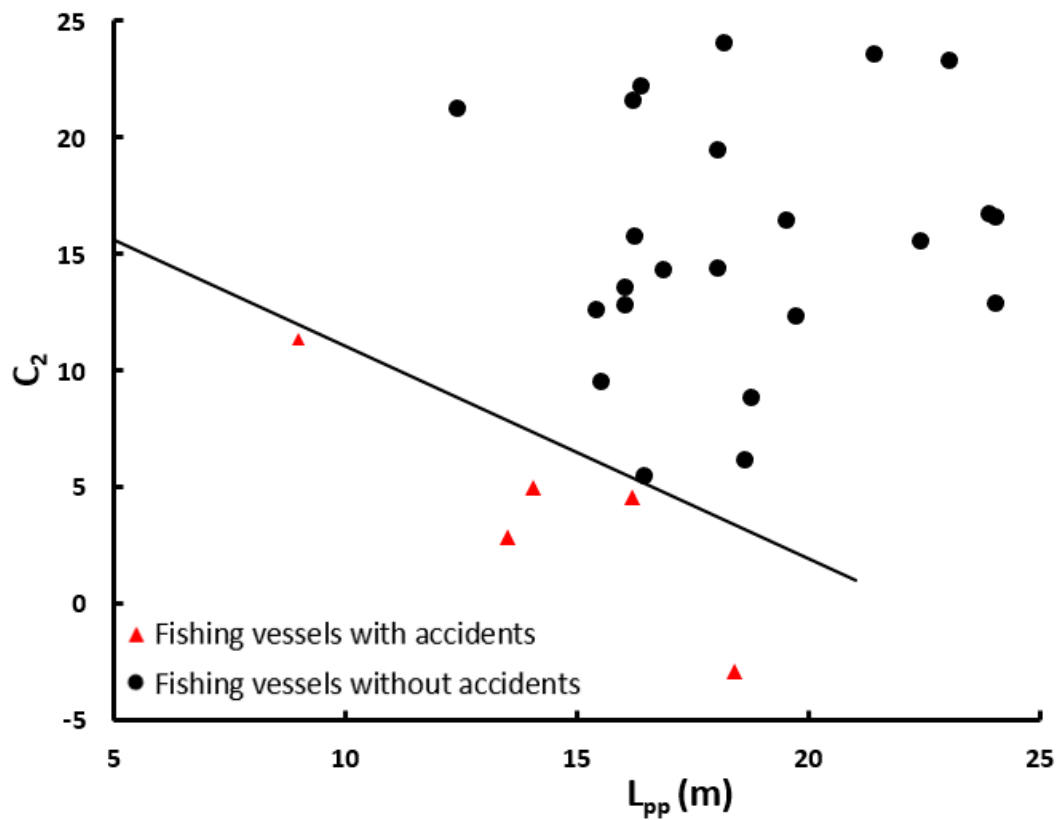 25
20
15
10
5
0
-5
C₂
Fishing vessels with accidents
Fishing vessels without accidents
5 10 15 20 25
Lpp (m)